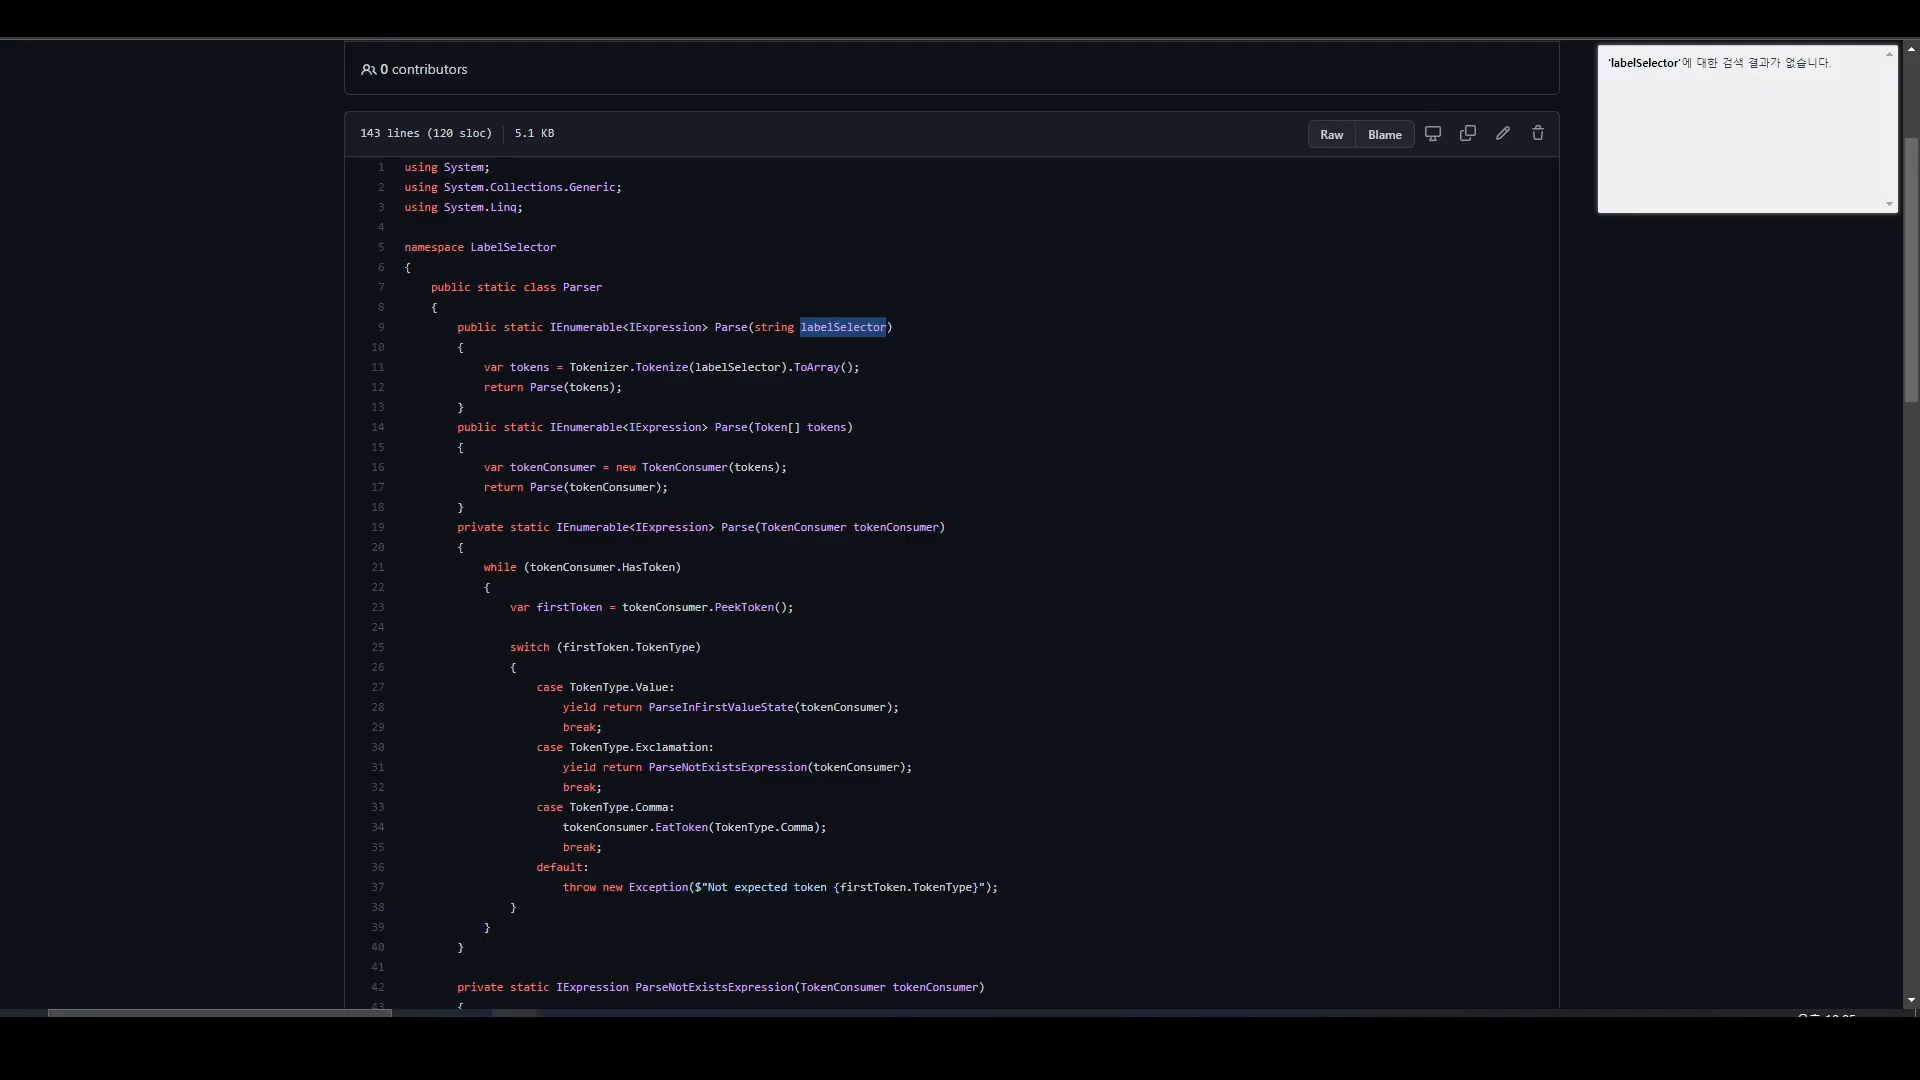 0 contributors
'labelSelector'에 대한 검색 결과가 없습니다.
143 lines (120 sloc) 5.1 KB
Raw Blame
1 using System;
2 using System.Collections.Generic;
3 using System.Linq;
4
5 namespace LabelSelector
6 {
7 public static class Parser
8 {
9 public static IEnumerable<IExpression> Parse(string labelSelector)
10 {
11 var tokens = Tokenizer.Tokenize(labelSelector).ToArray();
12 return Parse(tokens);
13 }
14 public static IEnumerable<IExpression> Parse(Token[] tokens)
15 {
16 var tokenConsumer = new TokenConsumer(tokens);
17 return Parse(tokenConsumer);
18 }
19 private static IEnumerable<IExpression> Parse(TokenConsumer tokenConsumer)
20 {
21 while (tokenConsumer.HasToken)
22 {
23 var firstToken = tokenConsumer.PeekToken();
24
25 switch (firstToken.TokenType)
26 {
27 case TokenType.Value:
28 yield return ParseInFirstValueState(tokenConsumer);
29 break;
30 case TokenType.Exclamation:
31 yield return ParseNotExistsExpression(tokenConsumer);
32 break;
33 case TokenType.Comma:
34 tokenConsumer.EatToken(TokenType.Comma);
35 break;
36 default:
37 throw new Exception($"Not expected token {firstToken.TokenType}");
38 }
39 }
40 }
41
42 private static IExpression ParseNotExistsExpression(TokenConsumer tokenConsumer)
43 {